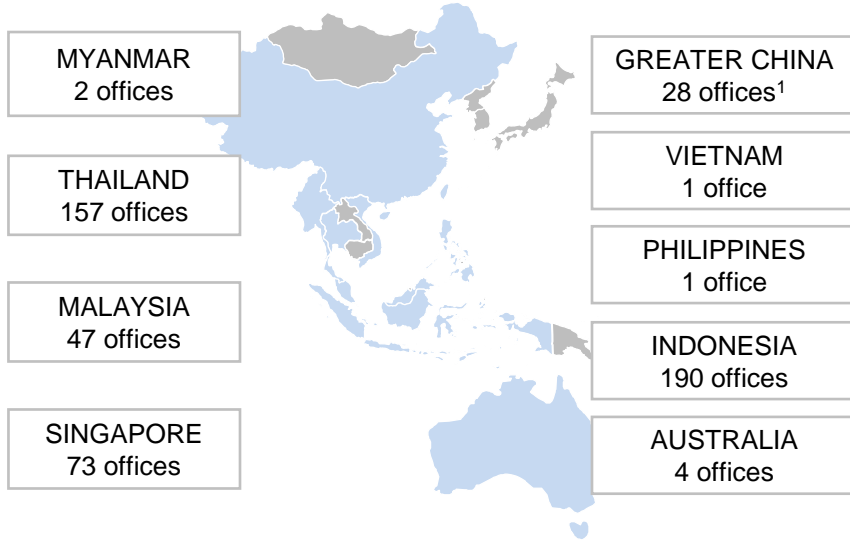 MYANMAR
2 offices
THAILAND
157 offices
MALAYSIA
47 offices
SINGAPORE
73 offices
GREATER CHINA
28 offices¹
VIETNAM
1 office
PHILIPPINES
1 office
INDONESIA
190 offices
AUSTRALIA
4 offices